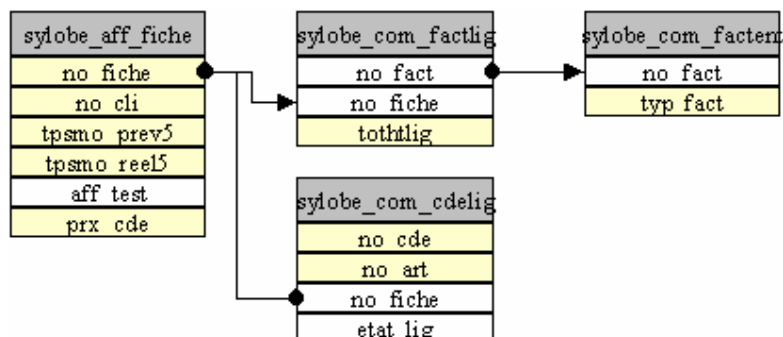 sylobe_aff_fiche
no fiche
no cli
tpsmo prev5
tpsmo reel5
aff test
prx cde
sylobe_com_factlig
no fact
no fiche
tothtlig
sylobe_com_factent
no fact
typ fact
sylobe_com_cdelig
no cde
no art
no fiche
etat lig